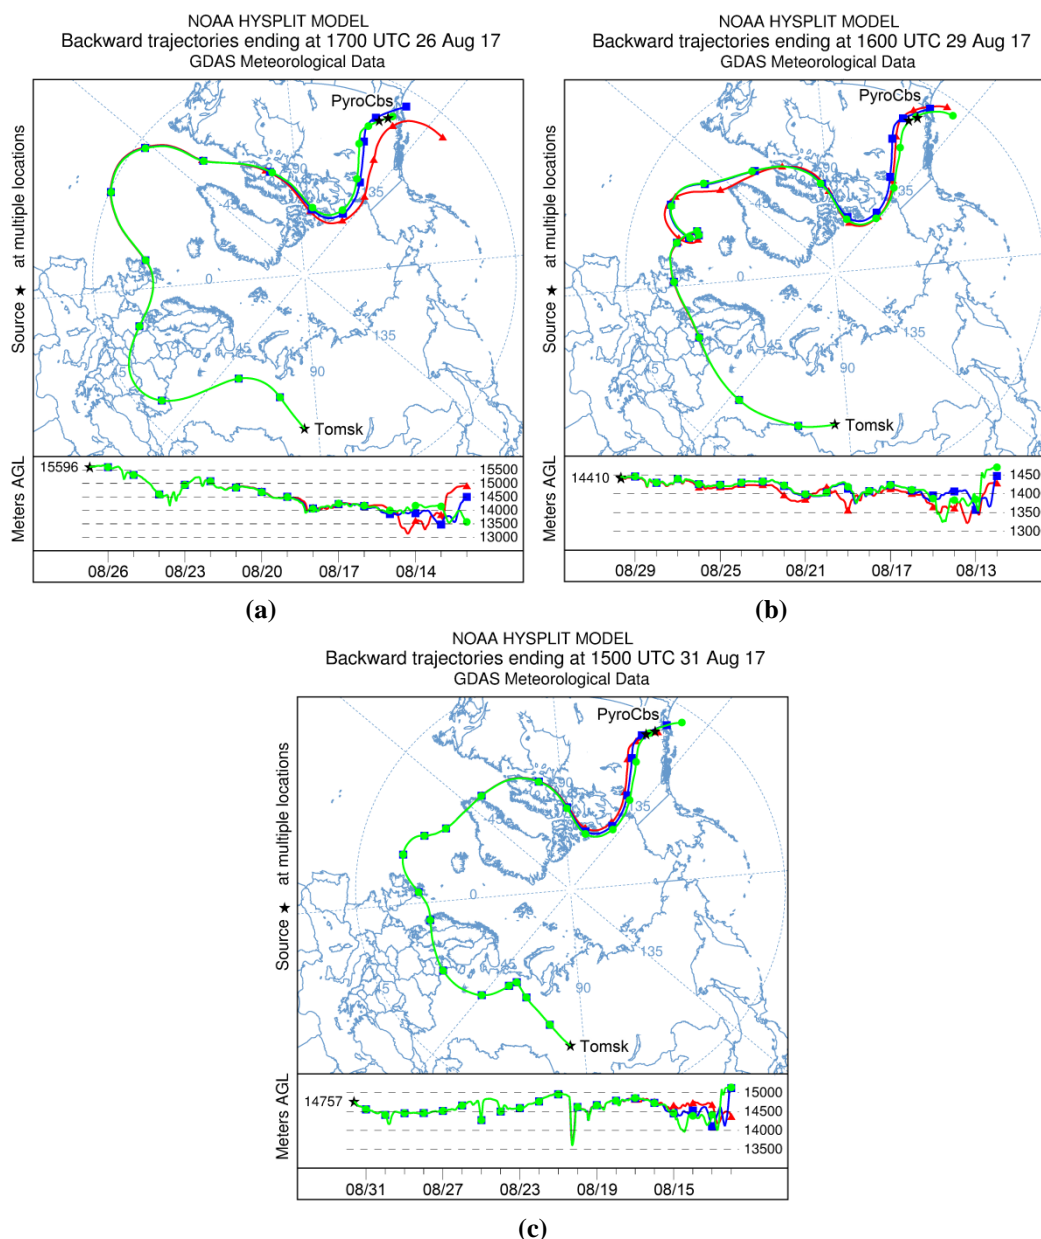 NOAA HYSPLIT MODEL
Backward trajectories ending at 1700 UTC 26 Aug 17
GDAS Meteorological Data
Source ★ at multiple locations
PyroCbs
90
45
135
0
135
45
45
90
Tomsk
Meters AGL
15596
15500
15000
14500
14000
13500
13000
08/26 08/23 08/20 08/17 08/14
(a)
NOAA HYSPLIT MODEL
Backward trajectories ending at 1600 UTC 29 Aug 17
GDAS Meteorological Data
Source ★ at multiple locations
PyroCbs
90
45
135
0
135
45
90
Tomsk
Meters AGL
14410
1450
1400
1350
1300
08/29 08/25 08/21 08/17 08/13
(b)
NOAA HYSPLIT MODEL
Backward trajectories ending at 1500 UTC 31 Aug 17
GDAS Meteorological Data
Source ★ at multiple locations
PyroCbs
90
45
135
0
135
45
90
Tomsk
Meters AGL
14757
15000
14500
14000
13500
08/31 08/27 08/23 08/19 08/15
(c)